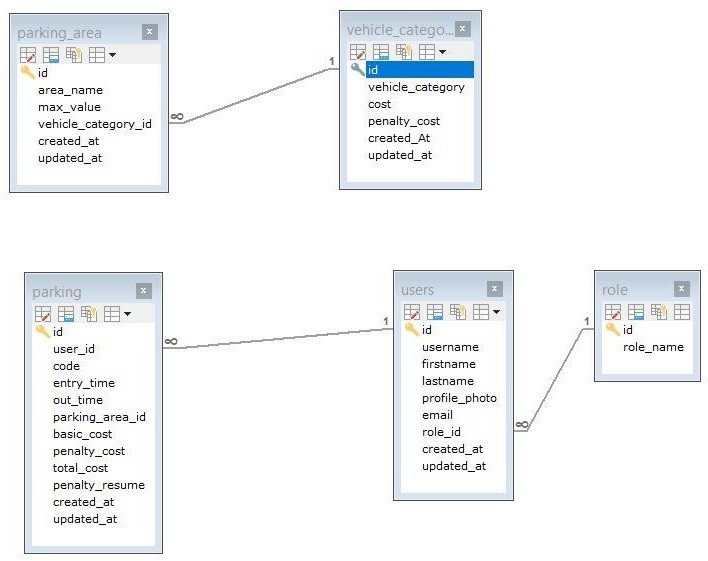 parking_area
id
area_name
max_value
vehicle_category_id
created_at
updated_at
vehicle_catego...
id
vehicle_category
cost
penalty_cost
created_At
updated_at
∞
1
parking
id
user_id
code
entry_time
out_time
parking_area_id
basic_cost
penalty_cost
total_cost
penalty_resume
created_at
updated_at
∞
1
users
id
username
firstname
lastname
profile_photo
email
role_id
created_at
updated_at
∞
1
role
id
role_name